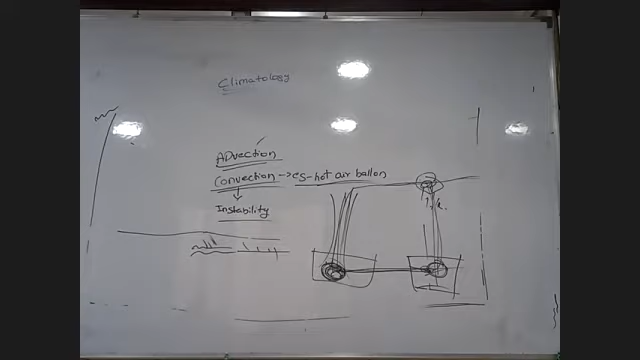 Climatology
ADvection
Convection → es-hot air ballon
Instability